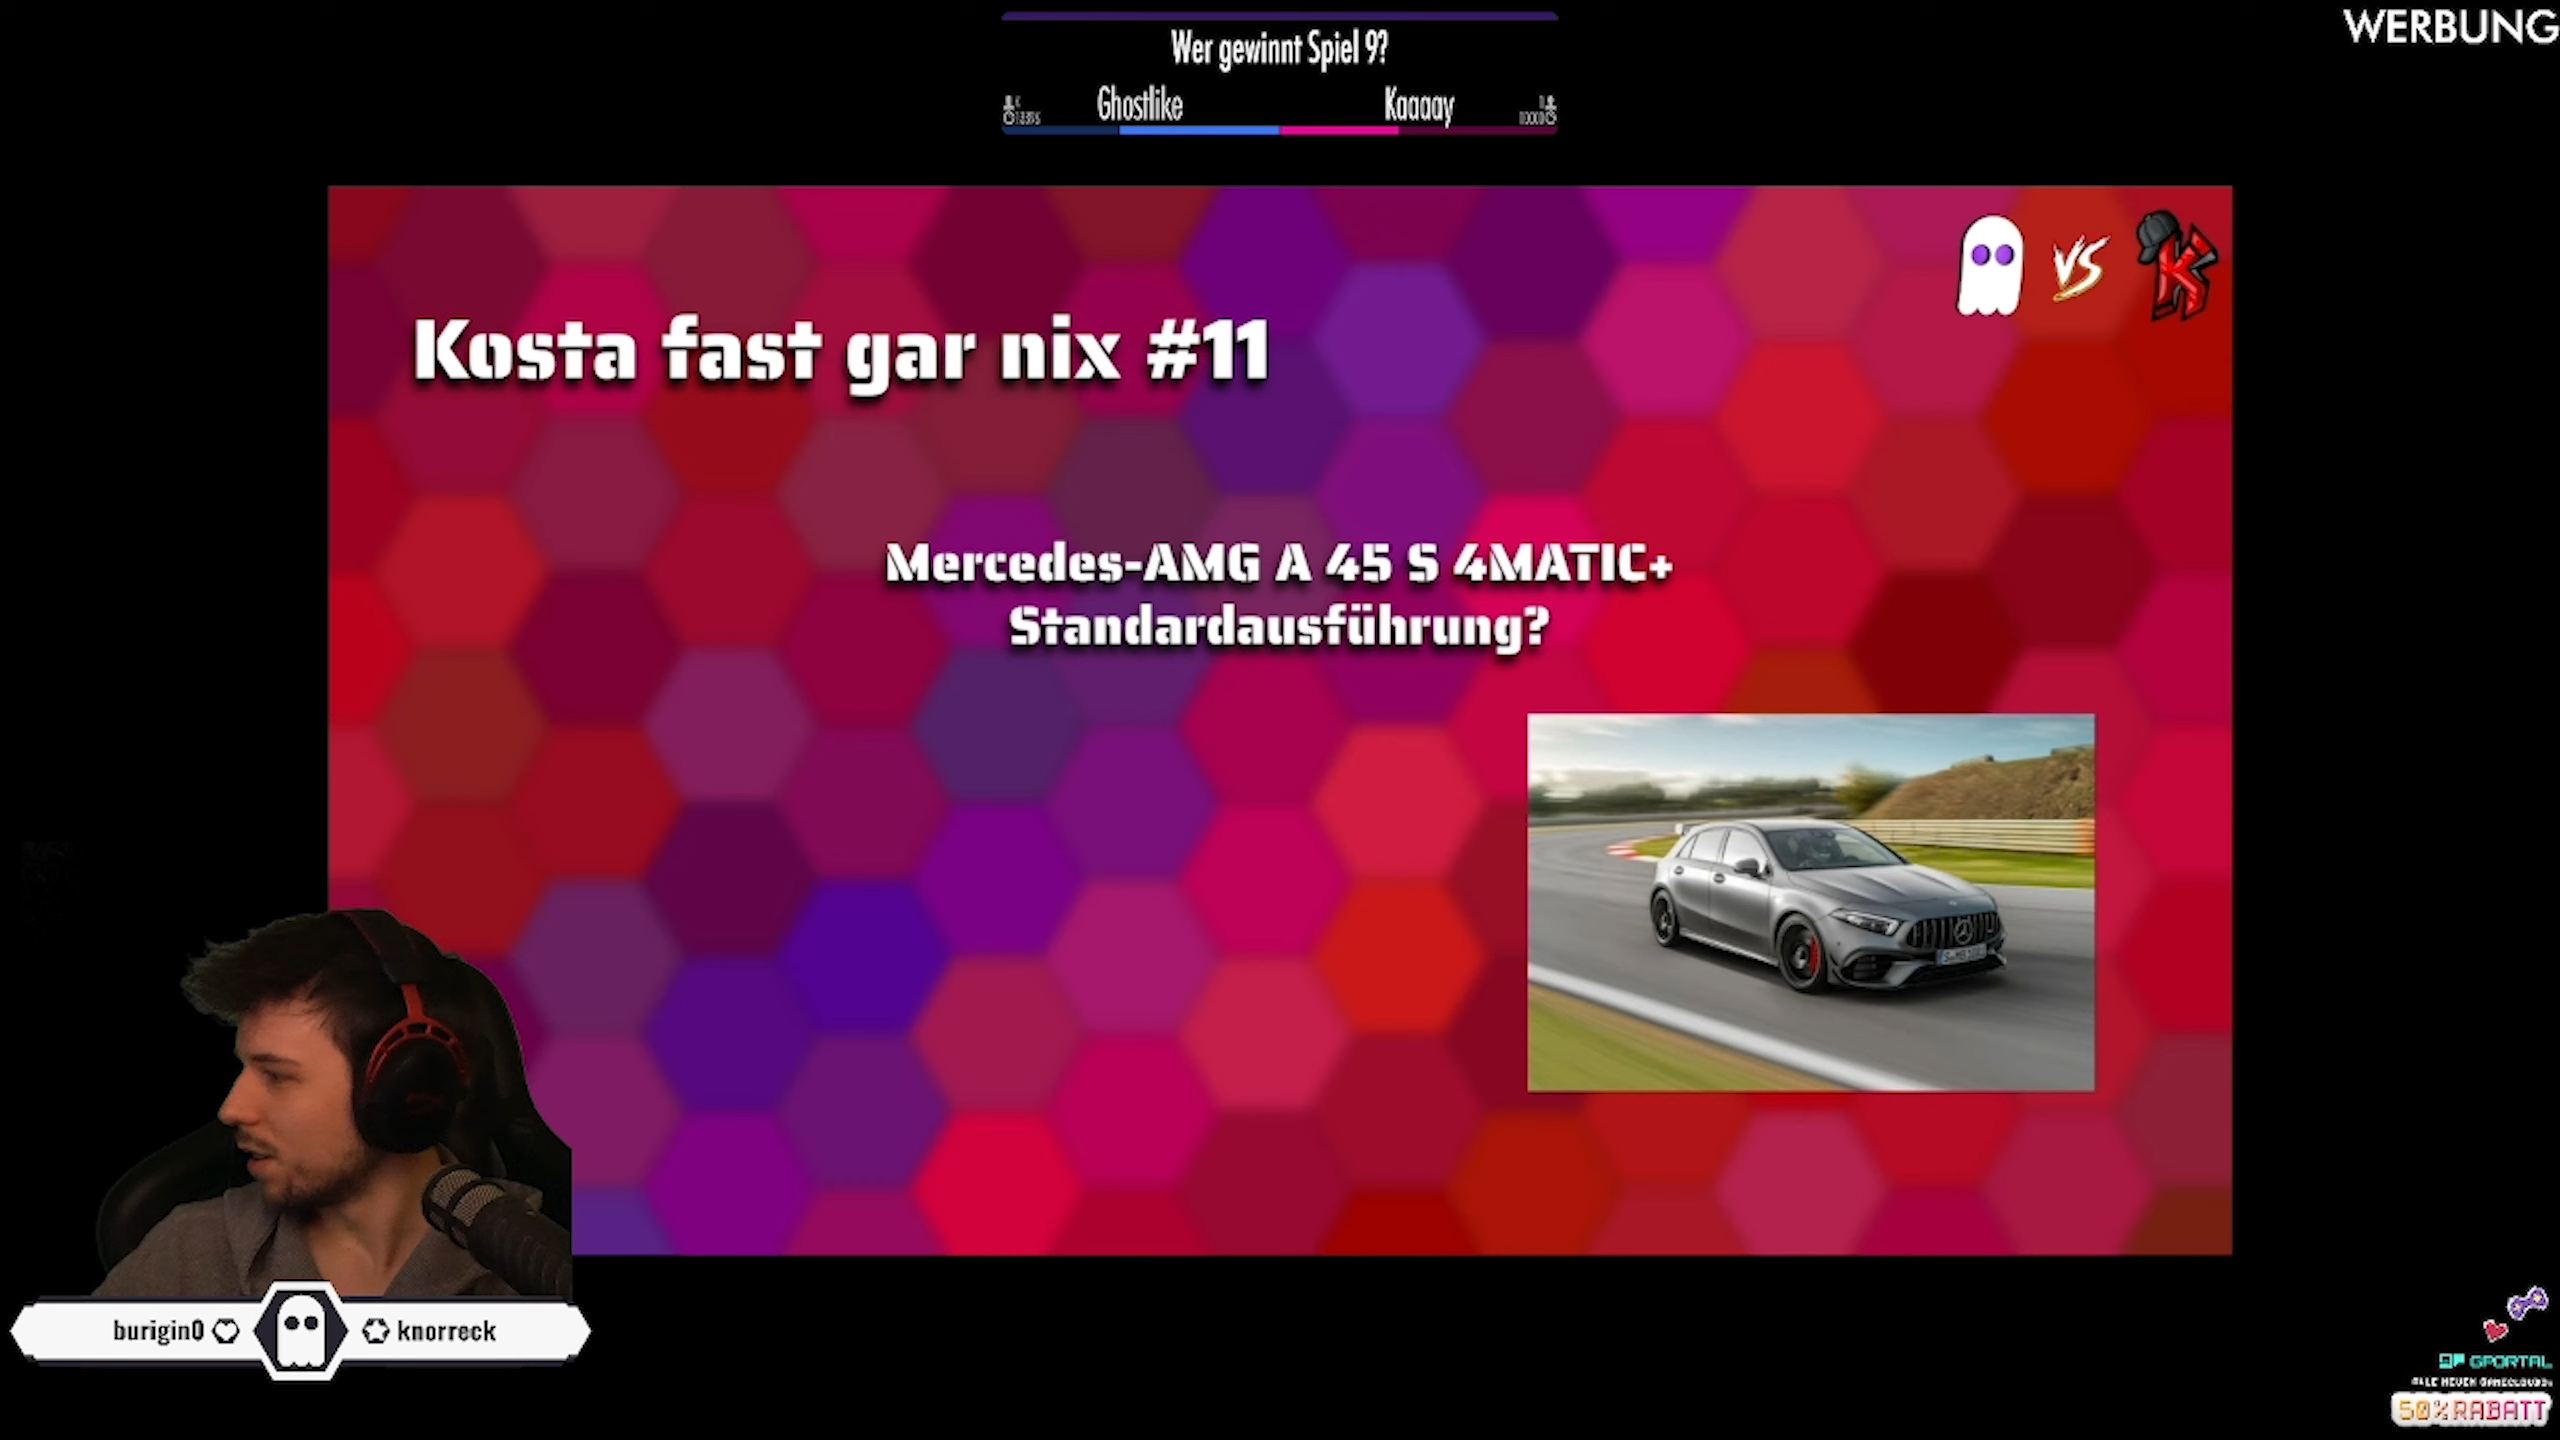 WERBUNG
Wer gewinnt Spiel 9?
Ghostlike
Kaaaay
VS
K
Kosta fast gar nix #11
Mercedes-AMG A 45 S 4MATIC+
Standardausführung?
burigin0
knorreck
GPORTAL
50% RABATT